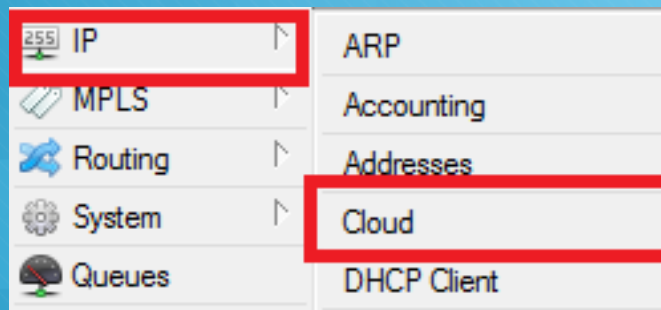 255 IP
MPLS
Routing
System
Queues
ARP
Accounting
Addresses
Cloud
DHCP Client